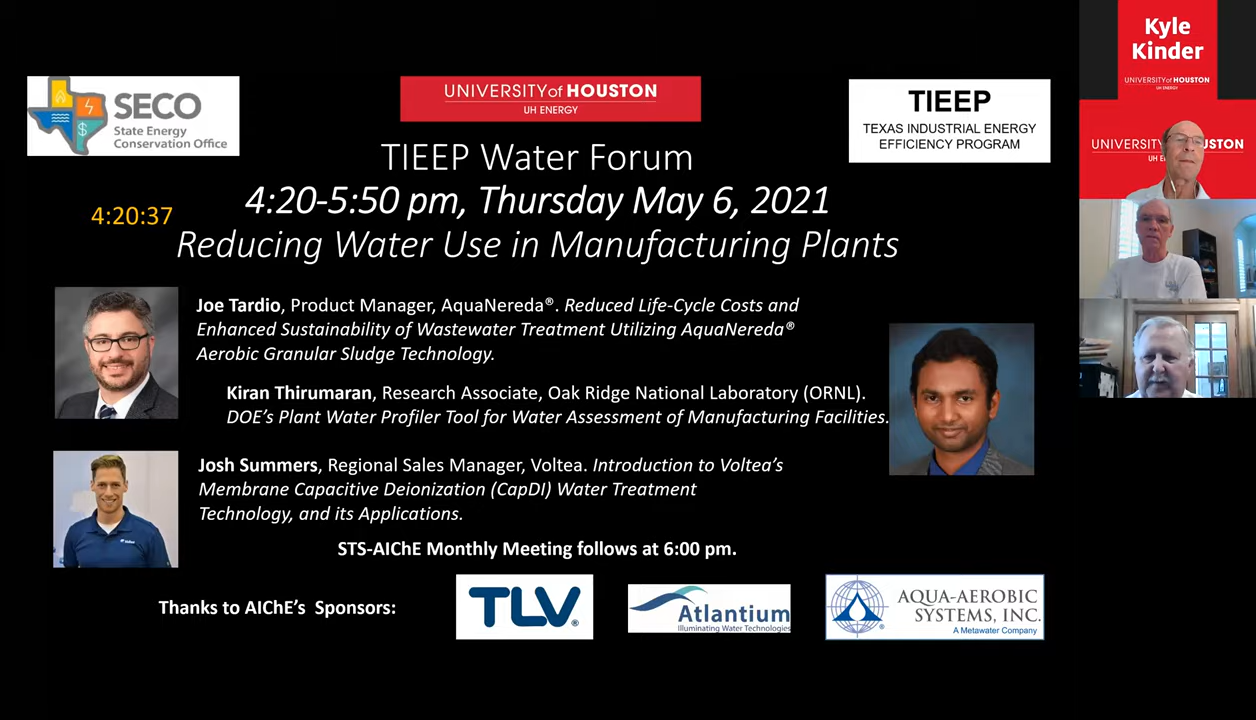 SECO
State Energy
Conservation Office
UNIVERSITY of HOUSTON
UH ENERGY
TIEEP
TEXAS INDUSTRIAL ENERGY
EFFICIENCY PROGRAM
TIEEP Water Forum
4:20-5:50 pm, Thursday May 6, 2021
4:20:37
Reducing Water Use in Manufacturing Plants
Joe Tardio, Product Manager, AquaNereda®. Reduced Life-Cycle Costs and
Enhanced Sustainability of Wastewater Treatment Utilizing AquaNereda®
Aerobic Granular Sludge Technology.
Kiran Thirumaran, Research Associate, Oak Ridge National Laboratory (ORNL).
DOE's Plant Water Profiler Tool for Water Assessment of Manufacturing Facilities.
Josh Summers, Regional Sales Manager, Voltea. Introduction to Voltea's
Membrane Capacitive Deionization (CapDI) Water Treatment
Technology, and its Applications.
STS-AIChE Monthly Meeting follows at 6:00 pm.
Thanks to AIChE's Sponsors:
TLV®
Atlantium
Illuminating Water Technologies
AQUA-AEROBIC
SYSTEMS, INC.
A Metawater Company
Kyle
Kinder
UNIVERSITY of HOUSTON
UH ENERGY
UNIVERSITY
OUSTON
UH E